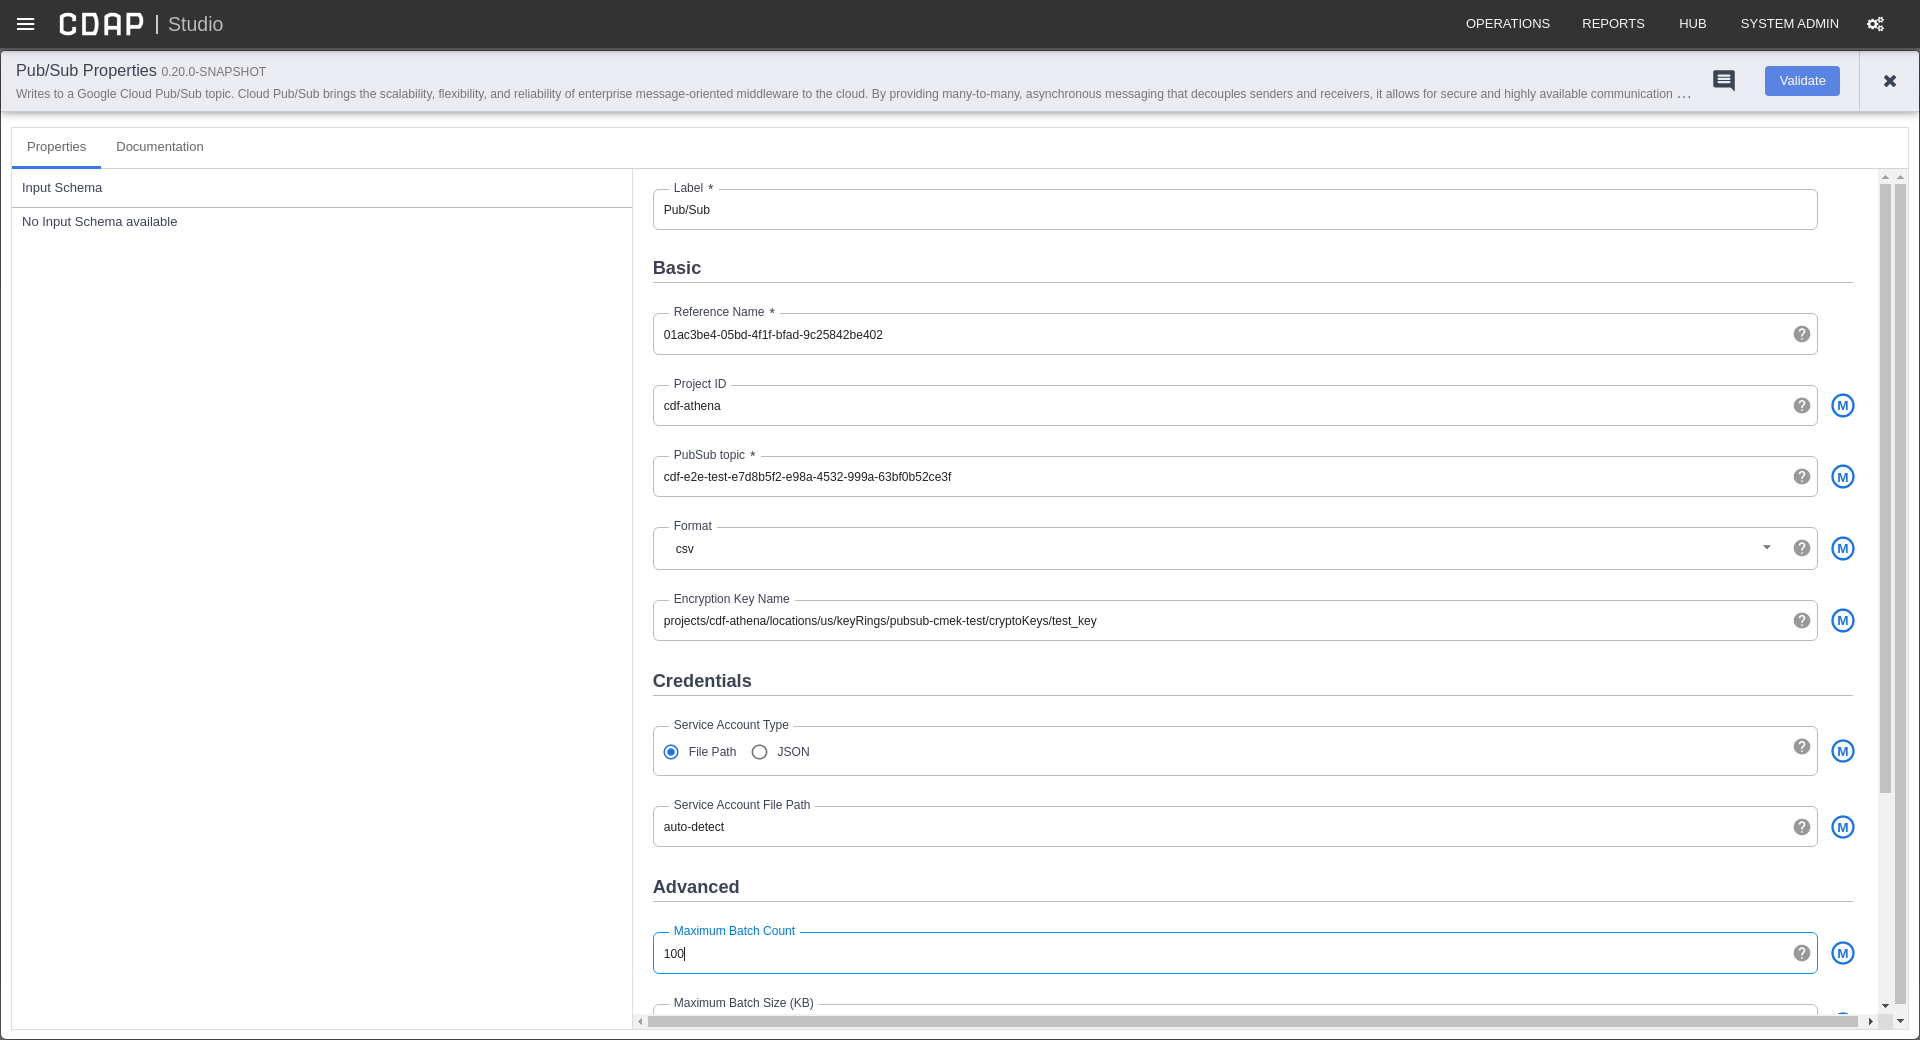 CDAP | Studio
OPERATIONS REPORTS HUB SYSTEM ADMIN
Pub/Sub Properties 0.20.0-SNAPSHOT
Writes to a Google Cloud Pub/Sub topic. Cloud Pub/Sub brings the scalability, flexibility, and reliability of enterprise message-oriented middleware to the cloud. By providing many-to-many, asynchronous messaging that decouples senders and receivers, it allows for secure and highly available communication ...
Validate
Properties Documentation
Input Schema
No Input Schema available
Label *
Pub/Sub
Basic
Reference Name *
01ac3be4-05bd-4f1f-bfad-9c25842be402
Project ID
cdf-athena
M
PubSub topic *
cdf-e2e-test-e7d8b5f2-e98a-4532-999a-63bf0b52ce3f
M
Format
csv
M
Encryption Key Name
projects/cdf-athena/locations/us/keyRings/pubsub-cmek-test/cryptoKeys/test_key
M
Credentials
Service Account Type
File Path JSON
M
Service Account File Path
auto-detect
M
Advanced
Maximum Batch Count
100
M
Maximum Batch Size (KB)